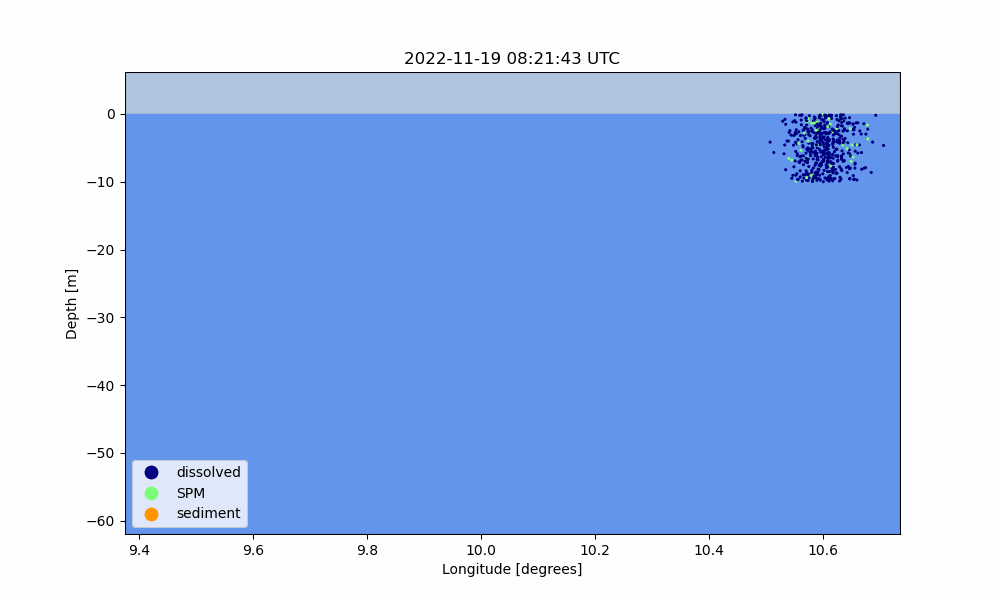 2022-11-19 08:21:43 UTC
0
−10
−20
−30
−40
−50
−60
Depth [m]
dissolved
SPM
sediment
9.4 9.6 9.8 10.0 10.2 10.4 10.6
Longitude [degrees]